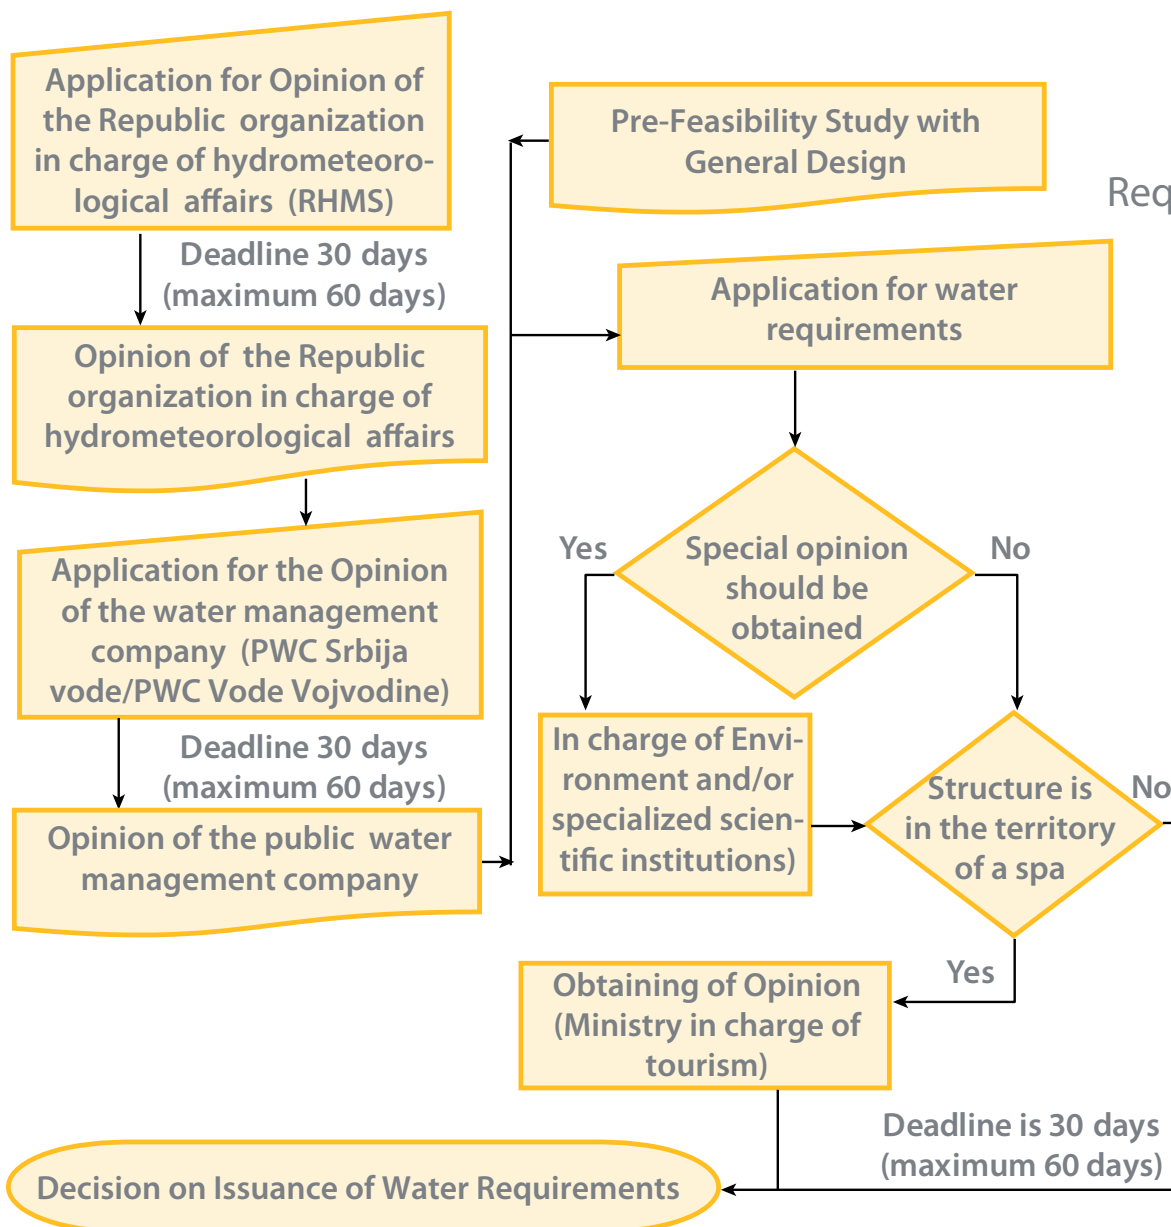 Application for Opinion of
the Republic organization
in charge of hydrometeoro-
logical affairs (RHMS)
Deadline 30 days
(maximum 60 days)
Opinion of the Republic
organization in charge of
hydrometeorological affairs
Application for the Opinion
of the water management
company (PWC Srbija
vode/PWC Vode Vojvodine)
Deadline 30 days
(maximum 60 days)
Opinion of the public water
management company
Pre-Feasibility Study with
General Design
Req
Application for water
requirements
Special opinion
should be
obtained
Yes
No
In charge of Envi-
ronment and/or
specialized scien-
tific institutions)
Structure is
in the territory
of a spa
No
Yes
Obtaining of Opinion
(Ministry in charge of
tourism)
Deadline is 30 days
(maximum 60 days)
Decision on Issuance of Water Requirements